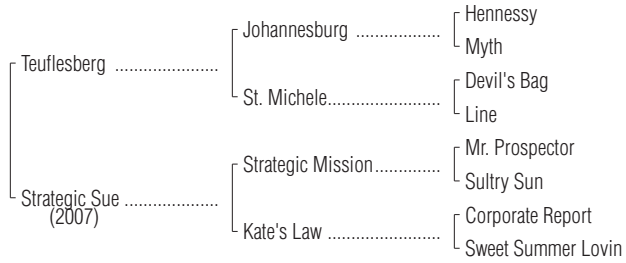 Hennessy
Johannesburg ..................
Myth
Teuflesberg ......................
Devil's Bag
St. Michele........................
Line
Mr. Prospector
Strategic Mission..............
Sultry Sun
Strategic Sue ....................
(2007)
Corporate Report
Kate's Law ........................
Sweet Summer Lovin